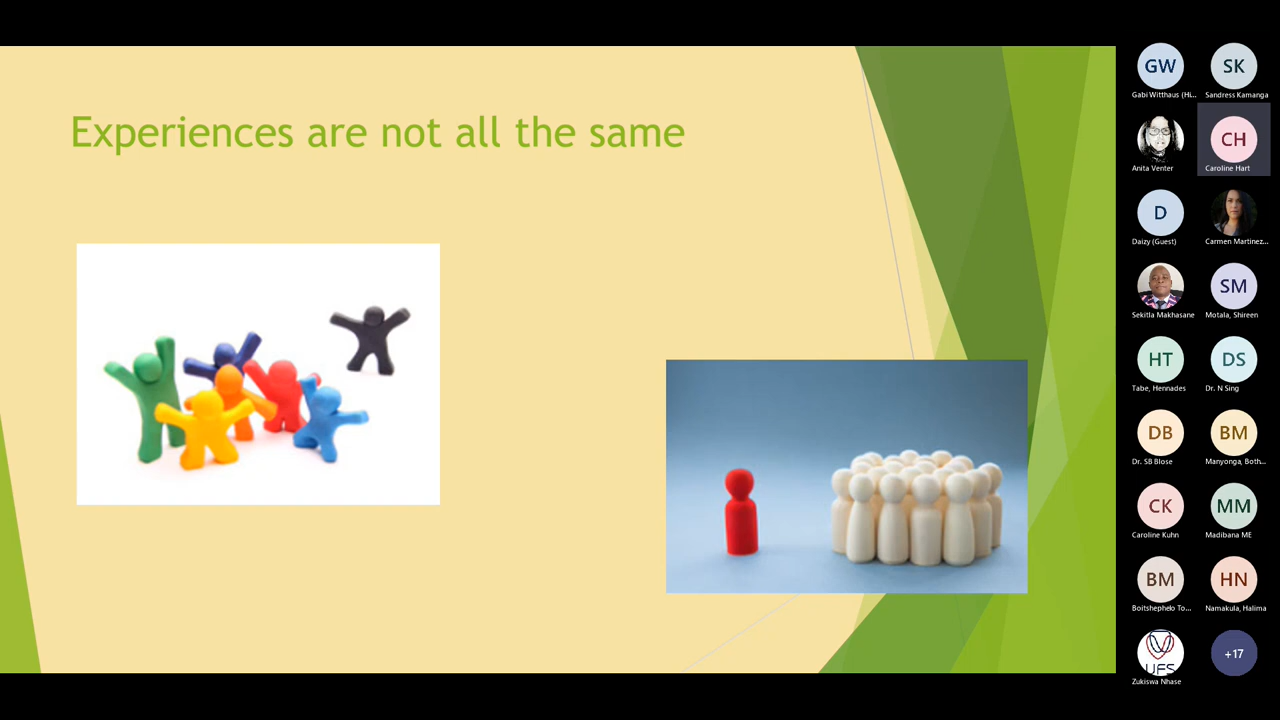 Experiences are not all the same
GW
SK
Gabi Witthaus (Hi...
Sandress Kamanga
CH
Anita Venter
Caroline Hart
D
Daizy (Guest)
Carmen Martinez...
SM
Sekitla Makhasane
Motala, Shireen
HT
DS
Tabe, Hennades
Dr. N Sing
DB
BM
Dr. SB Blose
Manyonga, Both...
CK
MM
Caroline Kuhn
Madibana ME
BM
HN
Boitshephelo To...
Namakula, Halima
UFS
+17
Zukiswa Nhase